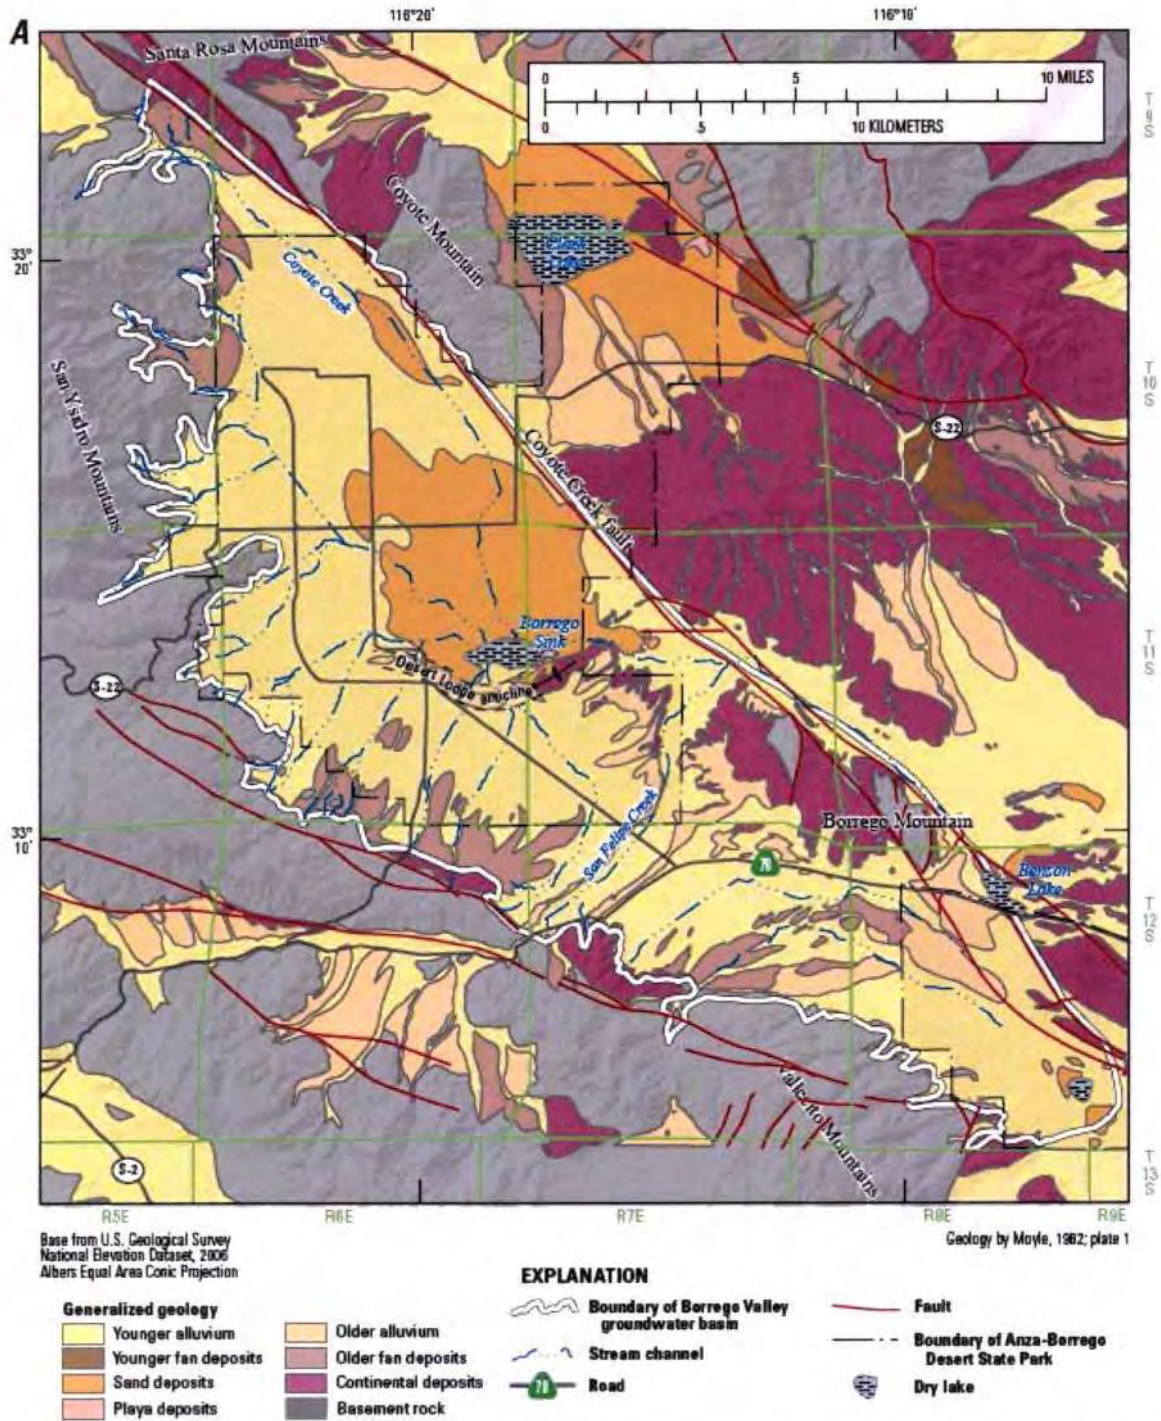 A
116°20'
116°10'
Santa Rosa Mountains
0 5 10 MILES
0 5 10 KILOMETERS
T
9
S
Coyote Mountain
33°
20'
Coyote Creek
San Ysidro Mountains
T
10
S
S-22
Coyote Creek fault
Borrego
Sink
Desert Lodge anticline
T
11
S
S-22
33°
10'
San Felipe Creek
Borrego Mountain
78
Benson
Lake
T
12
S
Vallecito Mountains
S-2
T
13
S
R5E
R6E
R7E
R8E
R9E
Base from U.S. Geological Survey
National Elevation Dataset, 2006
Albers Equal Area Conic Projection
Geology by Moyle, 1982; plate 1
EXPLANATION
Generalized geology
Younger alluvium
Younger fan deposits
Sand deposits
Playa deposits
Older alluvium
Older fan deposits
Continental deposits
Basement rock
Boundary of Borrego Valley
groundwater basin
Stream channel
78 Road
Fault
Boundary of Anza-Borrego
Desert State Park
Dry lake